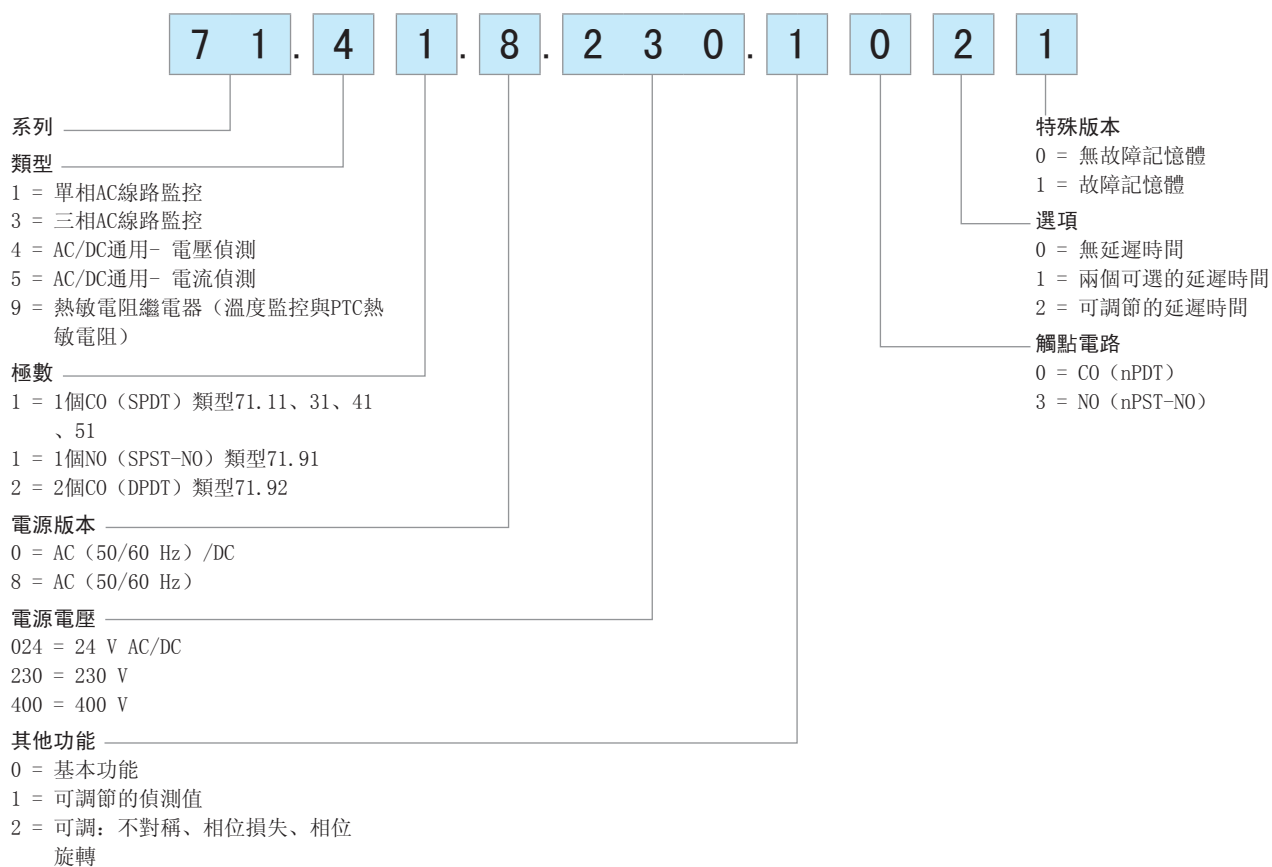 7 1 . 4 1 . 8 . 2 3 0 . 1 0 2 1
系列
類型
1 = 單相AC線路監控
3 = 三相AC線路監控
4 = AC/DC通用- 電壓偵測
5 = AC/DC通用- 電流偵測
9 = 熱敏電阻繼電器（溫度監控與PTC熱
敏電阻）
極數
1 = 1個CO（SPDT）類型71.11、31、41
、51
1 = 1個NO（SPST-NO）類型71.91
2 = 2個CO（DPDT）類型71.92
電源版本
0 = AC（50/60 Hz）/DC
8 = AC（50/60 Hz）
電源電壓
024 = 24 V AC/DC
230 = 230 V
400 = 400 V
其他功能
0 = 基本功能
1 = 可調節的偵測值
2 = 可調：不對稱、相位損失、相位
旋轉
特殊版本
0 = 無故障記憶體
1 = 故障記憶體
選項
0 = 無延遲時間
1 = 兩個可選的延遲時間
2 = 可調節的延遲時間
觸點電路
0 = CO（nPDT）
3 = NO（nPST-NO）